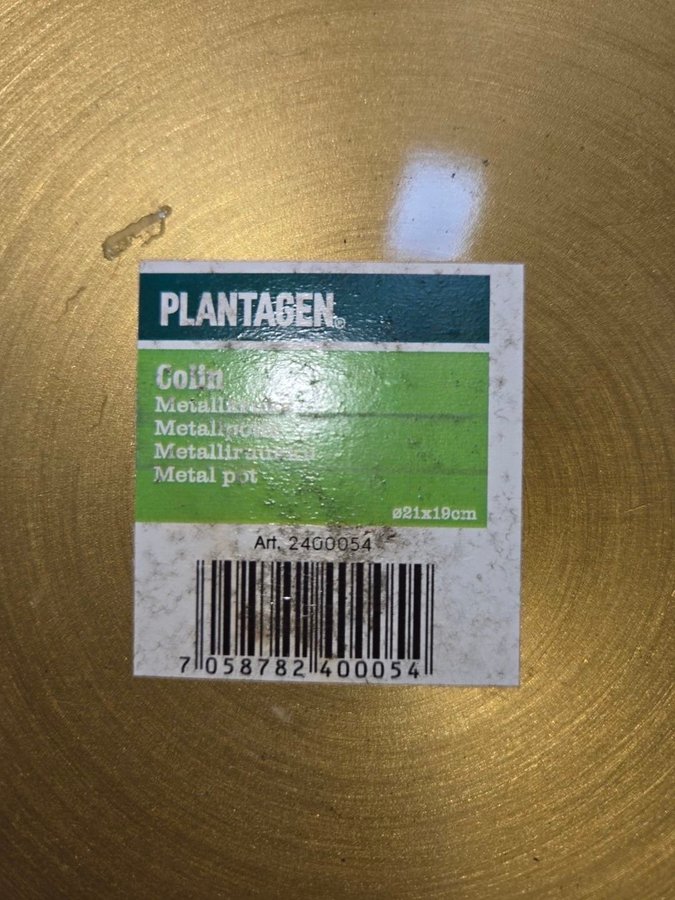 PLANTAGEN®
Colin
Metal pot
ø21x19cm
Art. 2400054
7 058782 400054